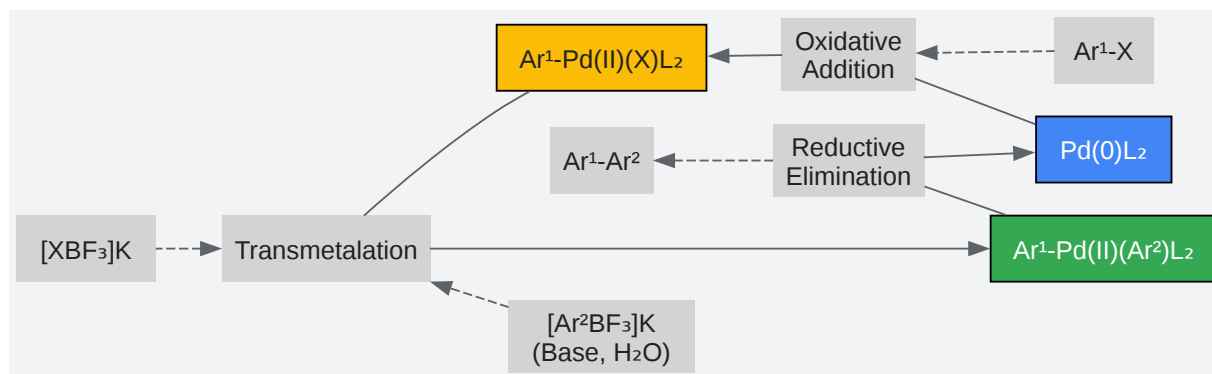 Ar¹-Pd(II)(X)L₂
Oxidative
Addition
Ar¹-X
Ar¹-Ar²
Reductive
Elimination
Pd(0)L₂
[XBF₃]K
Transmetalation
Ar¹-Pd(II)(Ar²)L₂
[Ar²BF₃]K
(Base, H₂O)